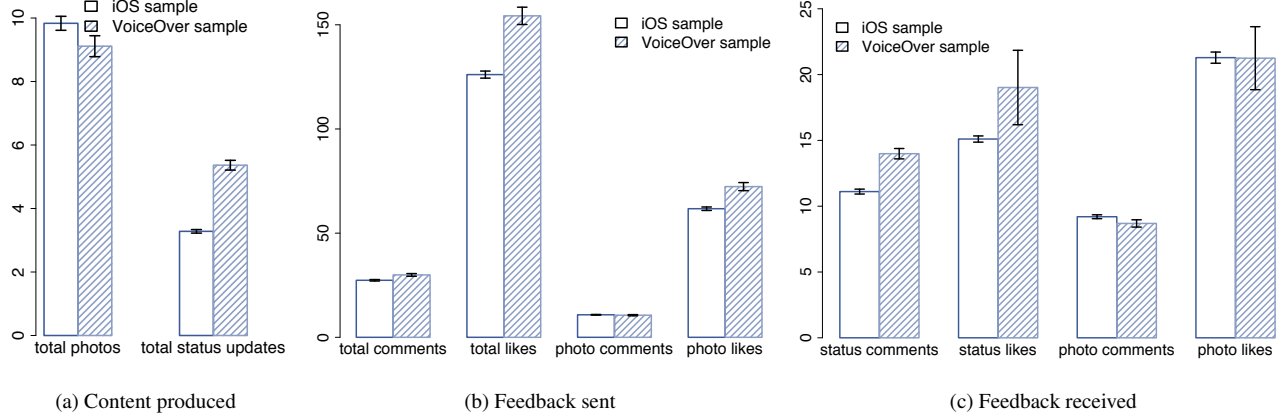 iOS sample
VoiceOver sample
0
2
4
6
8
10
total photos
total status updates
(a) Content produced
iOS sample
VoiceOver sample
0
50
100
150
total comments
total likes
photo comments
photo likes
(b) Feedback sent
iOS sample
VoiceOver sample
0
5
10
15
20
25
status comments
status likes
photo comments
photo likes
(c) Feedback received